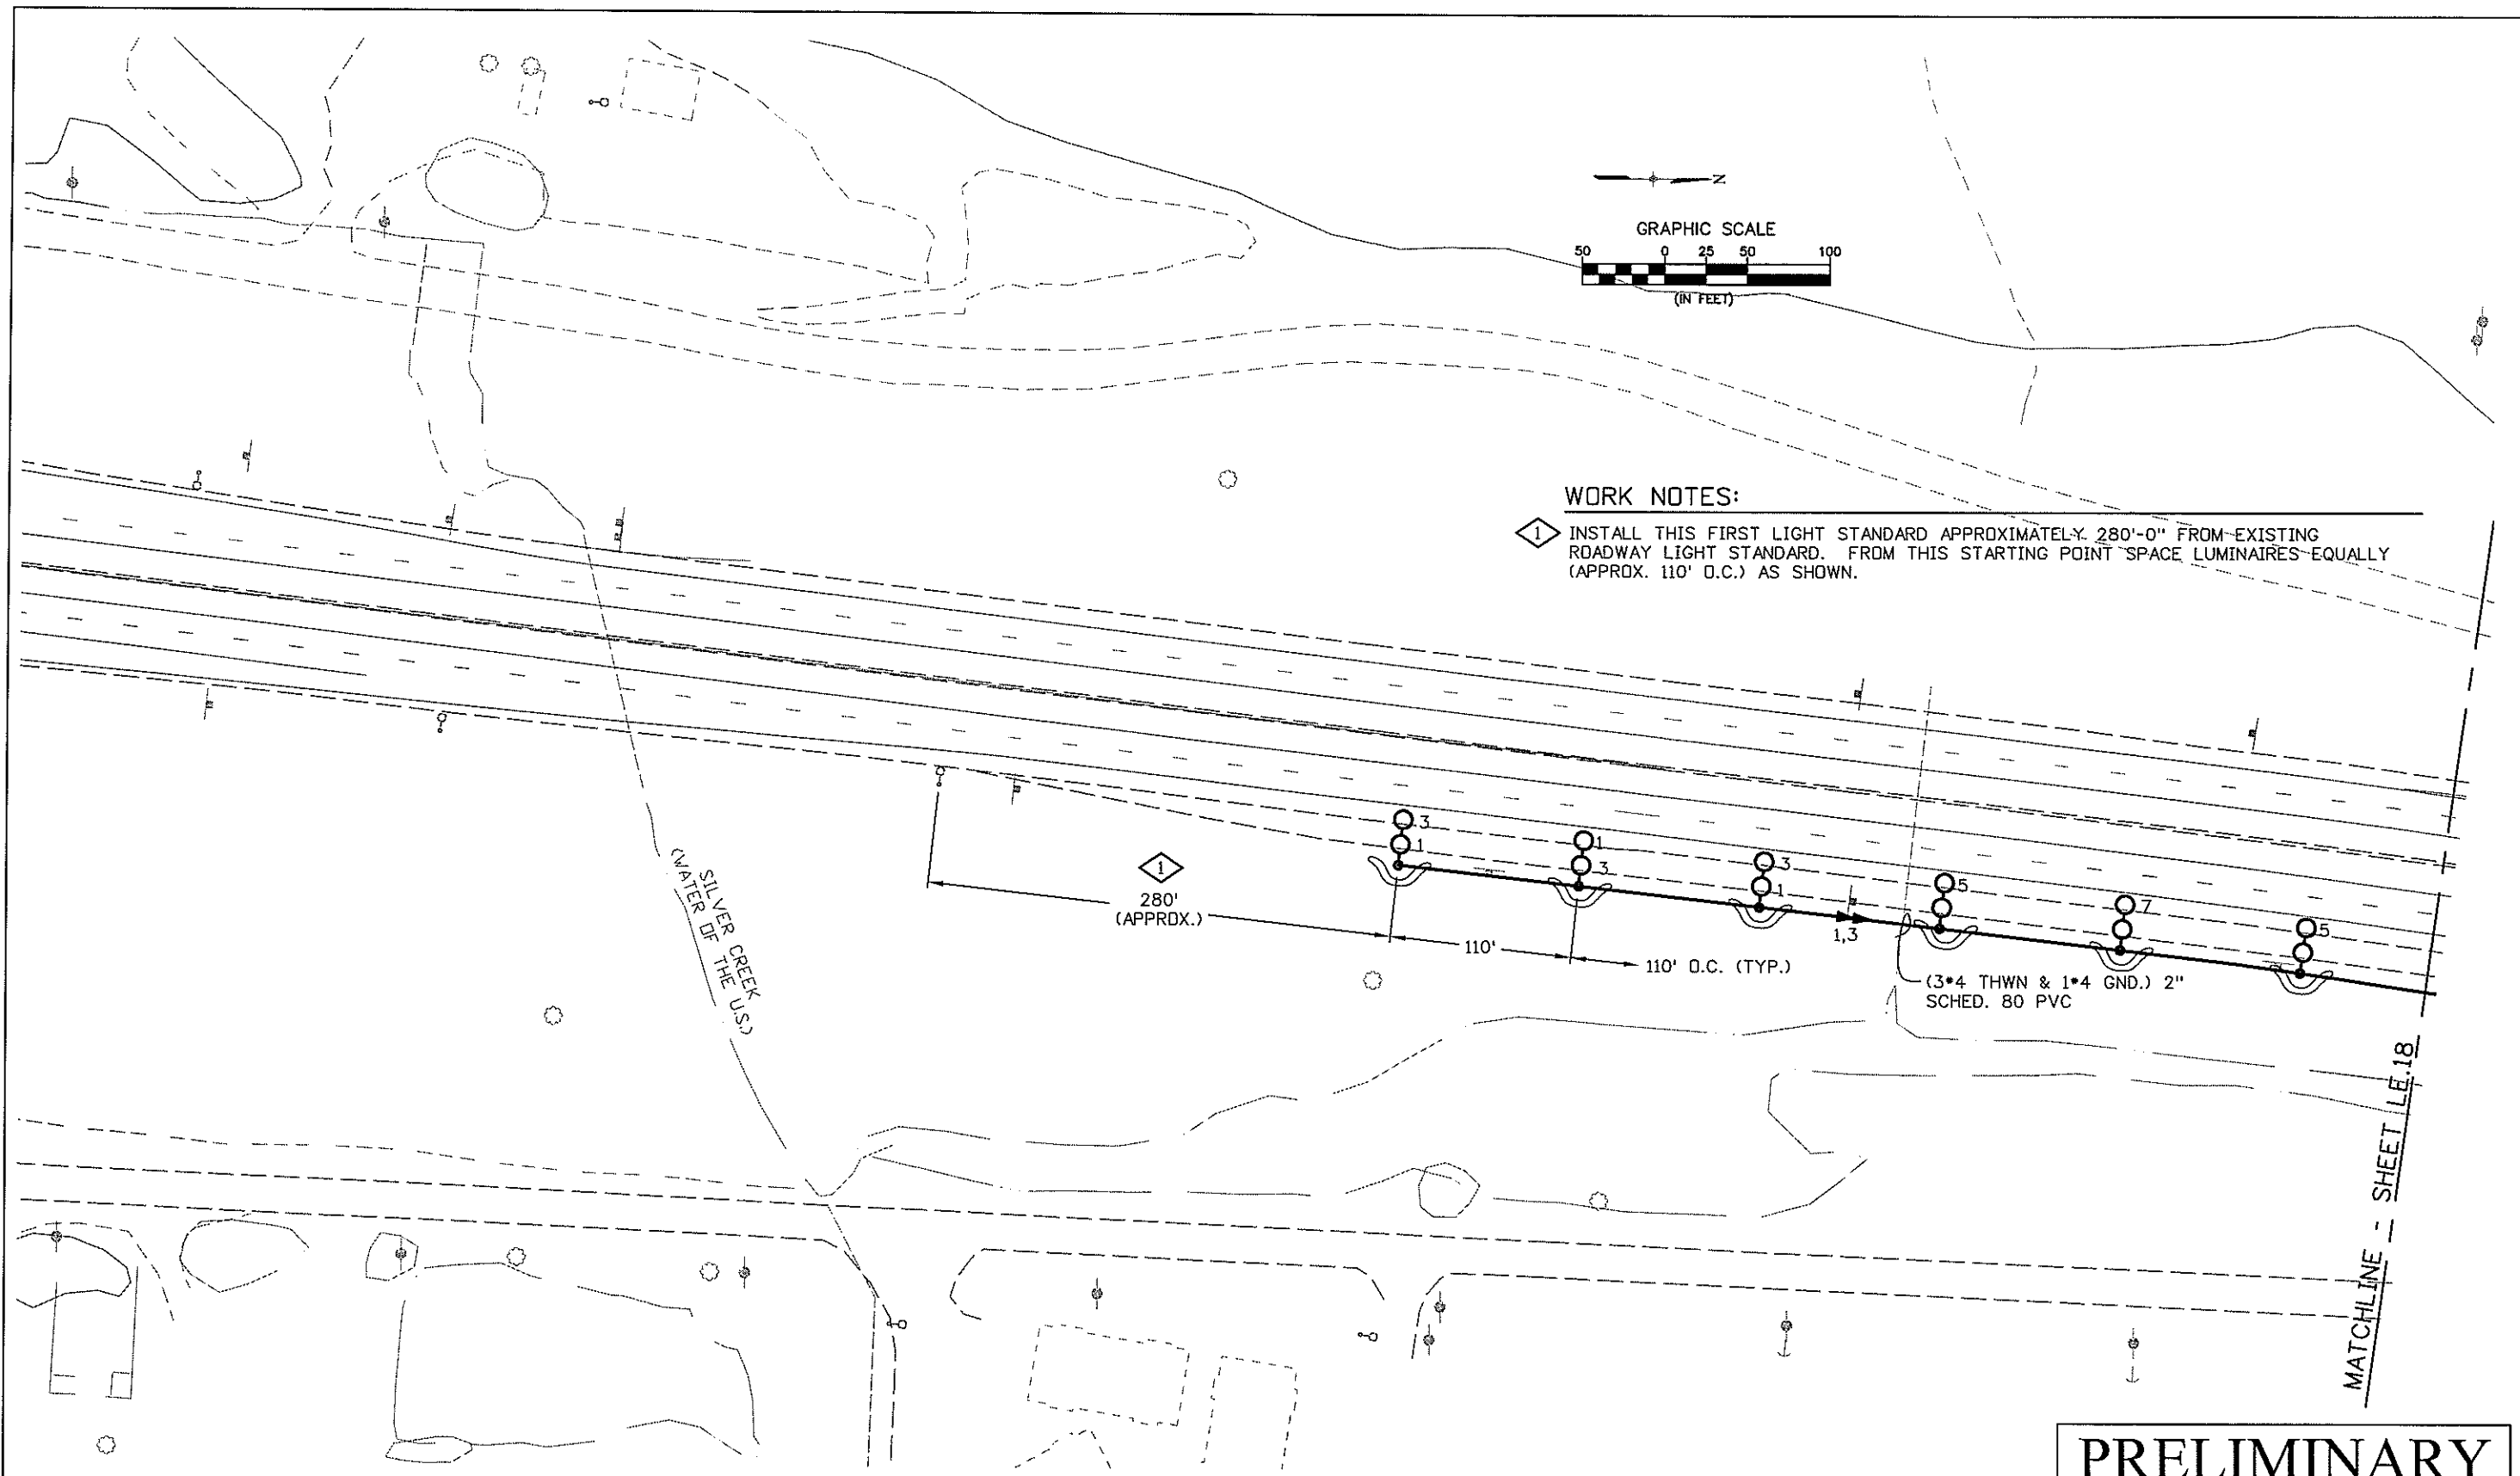 N
GRAPHIC SCALE
50 0 25 50 100
(IN FEET)
WORK NOTES:
1 INSTALL THIS FIRST LIGHT STANDARD APPROXIMATELY 280'-0" FROM EXISTING
ROADWAY LIGHT STANDARD. FROM THIS STARTING POINT SPACE LUMINAIRES EQUALLY
(APPROX. 110' O.C.) AS SHOWN.
3
1
1
3
3
1
5
7
5
1
280'
(APPROX.)
110'
110' O.C. (TYP.)
1,3
(3#4 THWN & 1#4 GND.) 2"
SCHED. 80 PVC
SILVER CREEK
(WATER OF THE U.S.)
MATCHLINE - SHEET LE.18
PRELIMINARY